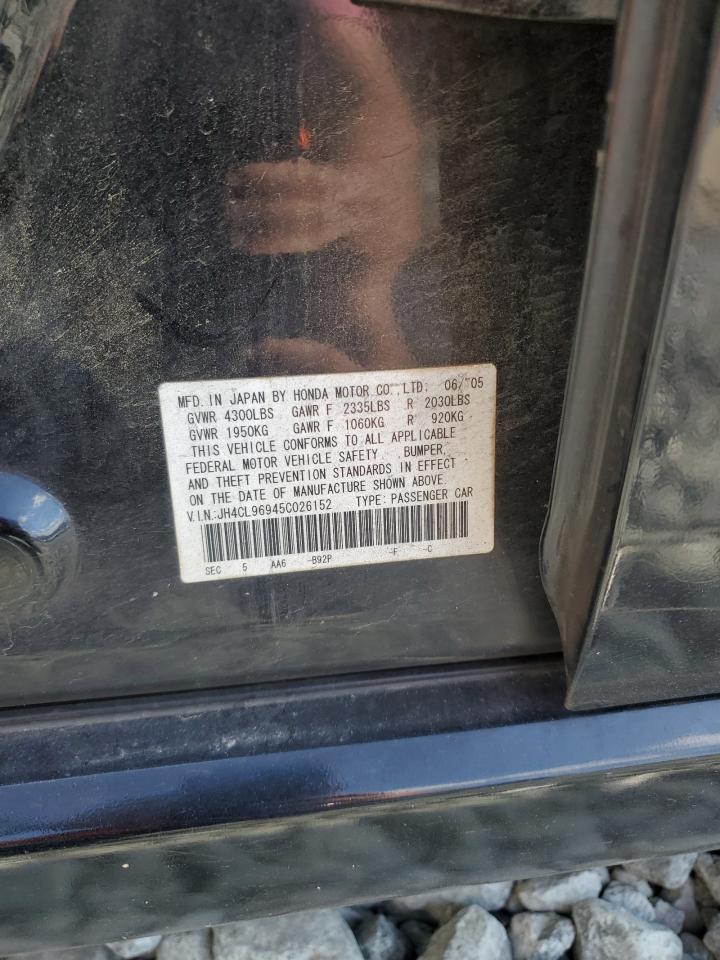 MFD. IN JAPAN BY HONDA MOTOR CO.,LTD. 06/'05
GVWR 4300LBS GAWR F 2335LBS R 2030LBS
GVWR 1950KG GAWR F 1060KG R 920KG
THIS VEHICLE CONFORMS TO ALL APPLICABLE
FEDERAL MOTOR VEHICLE SAFETY, BUMPER,
AND THEFT PREVENTION STANDARDS IN EFFECT
ON THE DATE OF MANUFACTURE SHOWN ABOVE.
V.I.N:JH4CL96945C026152 TYPE: PASSENGER CAR
SEC 5 AA6 -B92P -F -C